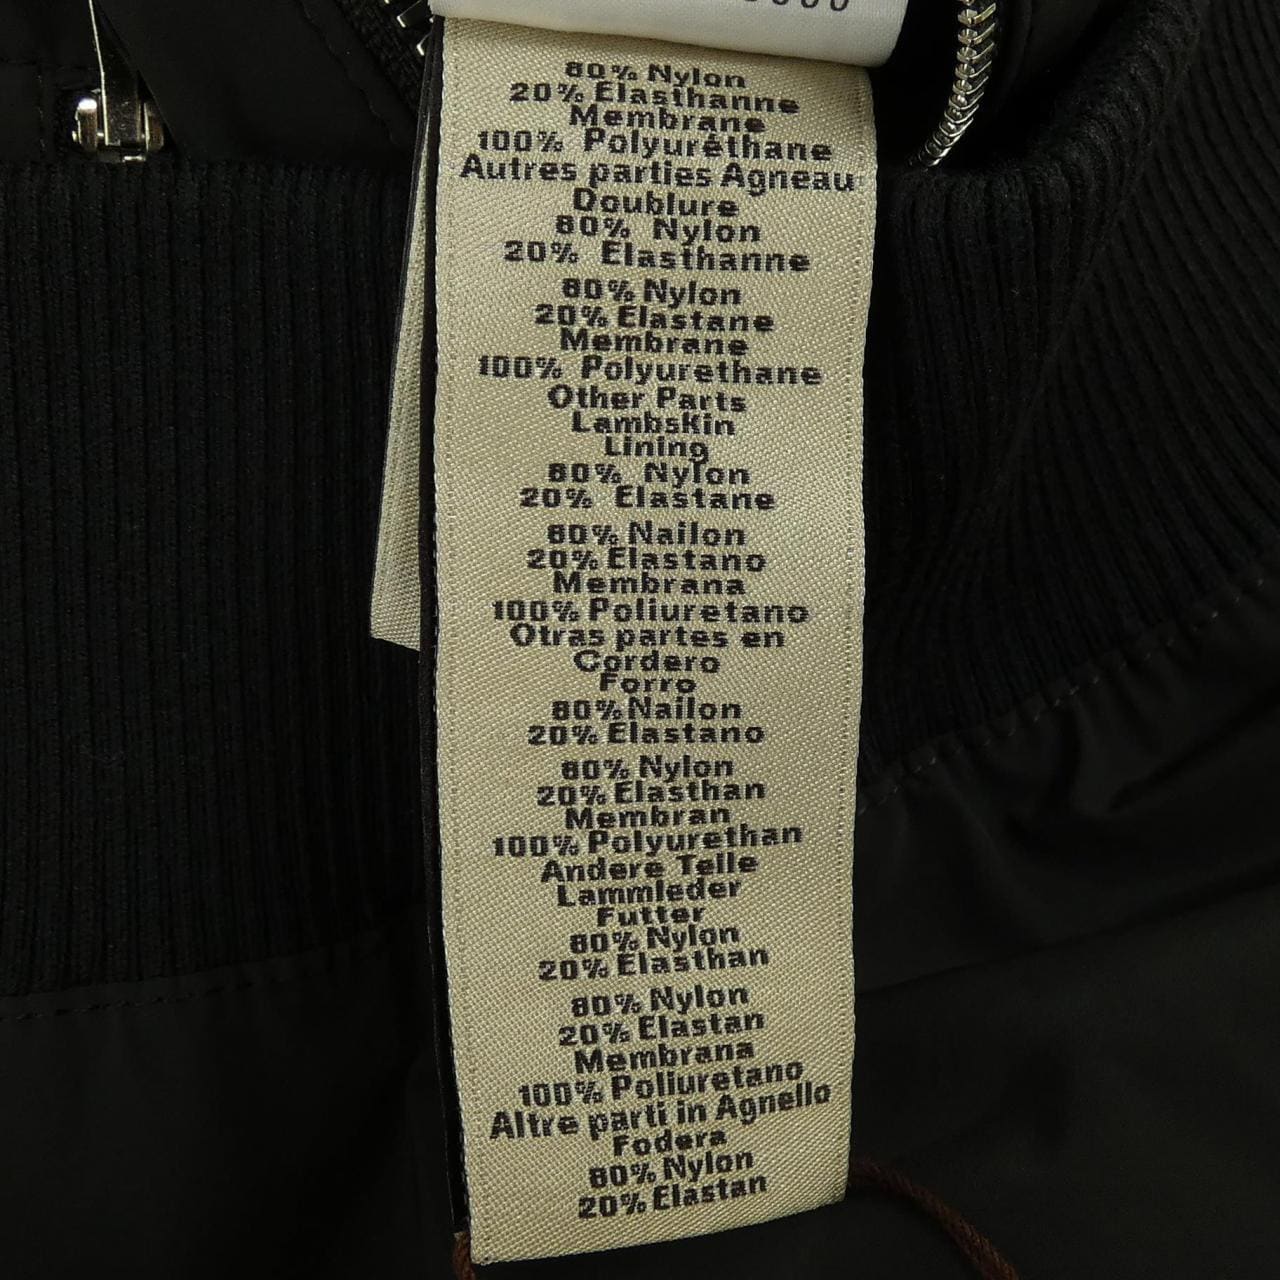 80% Nylon
20% Elasthanne
Membrane
100% Polyuréthane
Autres parties Agneau
Doublure
80% Nylon
20% Elasthanne
80% Nylon
20% Elastane
Membrane
100% Polyurethane
Other Parts
Lambskin
Lining
80% Nylon
20% Elastane
80% Nailon
20% Elastano
Membrana
100% Poliuretano
Otras partes en
Cordero
Forro
80% Nailon
20% Elastano
80% Nylon
20% Elasthan
Membran
100% Polyurethan
Andere Teile
Lammleder
Futter
80% Nylon
20% Elasthan
80% Nylon
20% Elastan
Membrana
100% Poliuretano
Altre parti in Agnello
Fodera
80% Nylon
20% Elastan